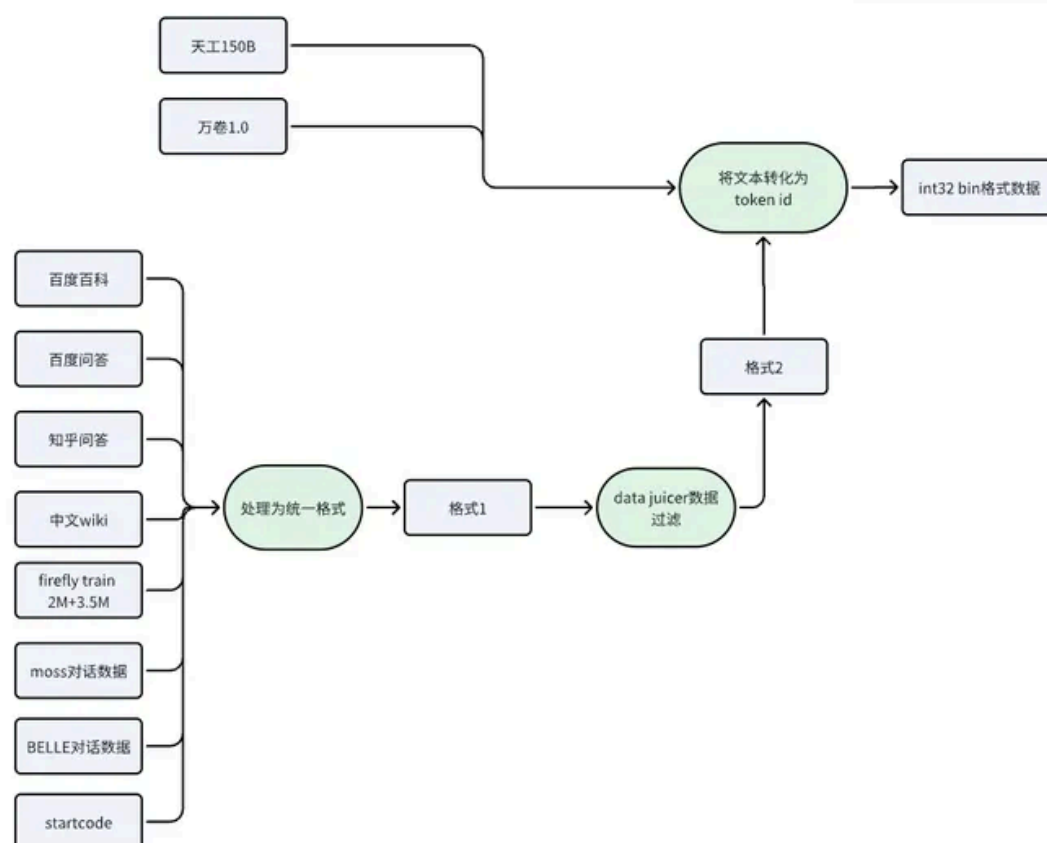 天工150B
万卷1.0
将文本转化为
token id
int32 bin格式数据
百度百科
百度问答
格式2
知乎问答
中文wiki
处理为统一格式
格式1
data juicer数据
过滤
firefly train
2M+3.5M
moss对话数据
BELLE对话数据
startcode